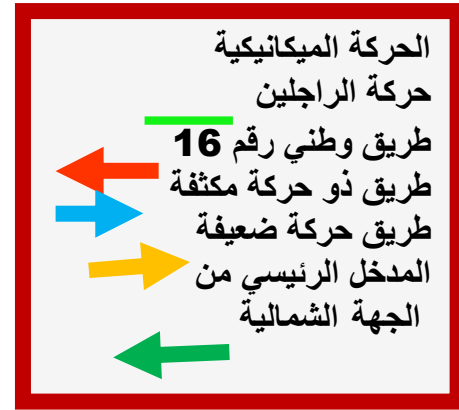 الحركة الميكانيكية
حركة الراجلين
طريق وطني رقم 16
طريق ذو حركة مكثفة
طريق حركة ضعيفة
المدخل الرئيسي من
الجهة الشمالية